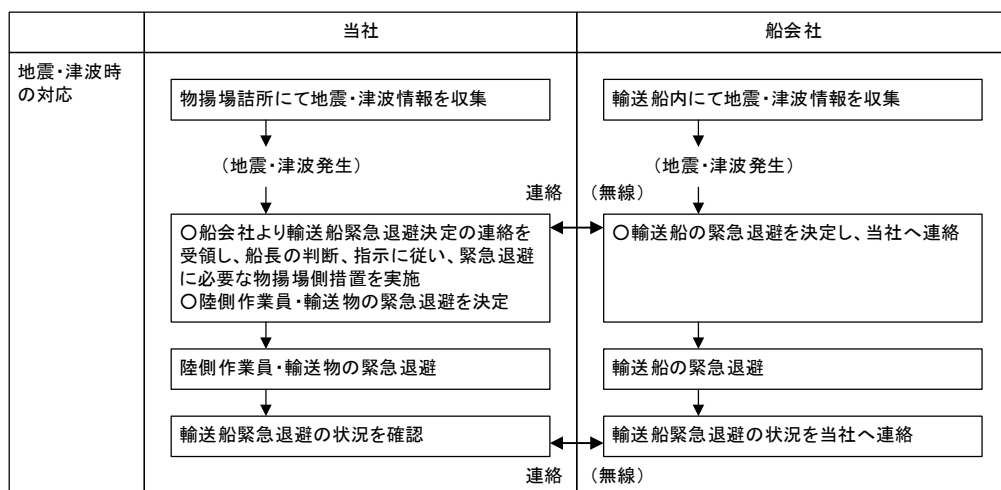 当社
船会社
地震・津波時
の対応
物揚場詰所にて地震・津波情報を収集
輸送船内にて地震・津波情報を収集
（地震・津波発生）
（地震・津波発生）
連絡
（無線）
○船会社より輸送船緊急退避決定の連絡を
受領し、船長の判断、指示に従い、緊急退避
に必要な物揚場側措置を実施
○陸側作業員・輸送物の緊急退避を決定
○輸送船の緊急退避を決定し、当社へ連絡
陸側作業員・輸送物の緊急退避
輸送船の緊急退避
輸送船緊急退避の状況を確認
輸送船緊急退避の状況を当社へ連絡
連絡
（無線）